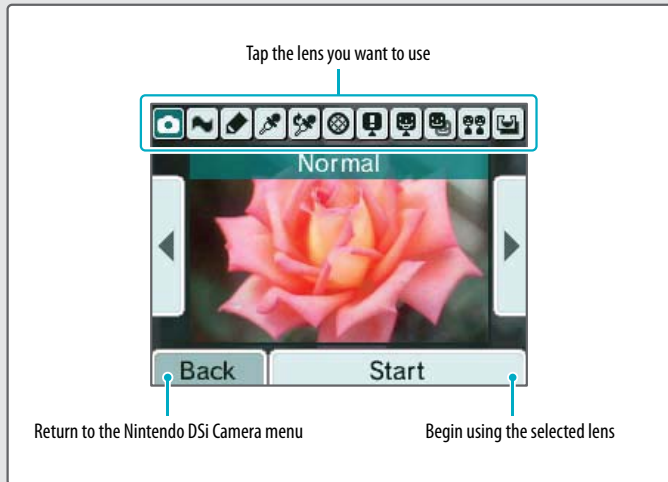 Tap the lens you want to use
Normal
Back
Start
Return to the Nintendo DSi Camera menu
Begin using the selected lens